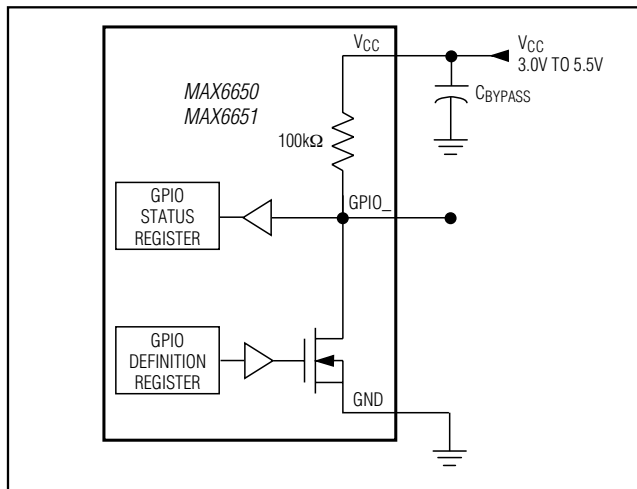 VCC
VCC
3.0V TO 5.5V
MAX6650
MAX6651
CBYPASS
100kΩ
GPIO
STATUS
REGISTER
GPIO_
GPIO
DEFINITION
REGISTER
GND